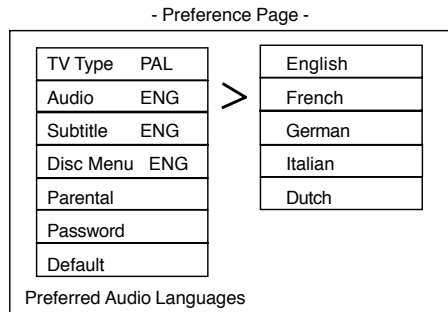 - Preference Page -
TV Type PAL
Audio ENG
Subtitle ENG
Disc Menu ENG
Parental
Password
Default
>
English
French
German
Italian
Dutch
Preferred Audio Languages